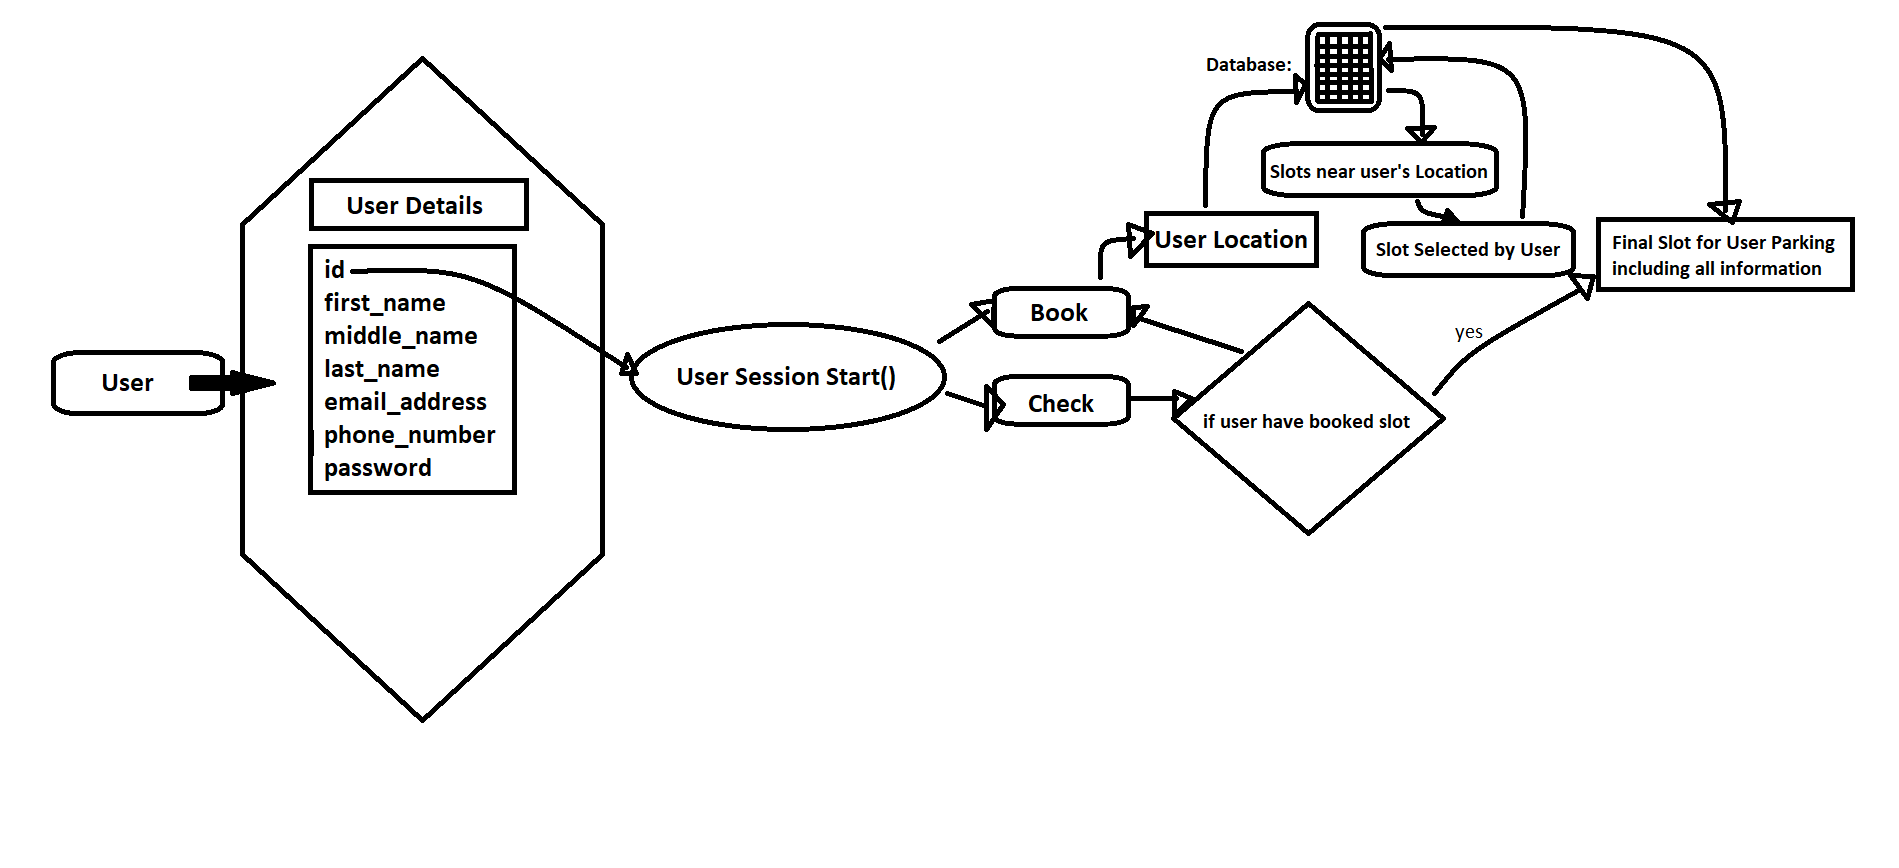 User
User Details
id
first_name
middle_name
last_name
email_address
phone_number
password
User Session Start()
Book
Check
User Location
Database:
Slots near user's Location
Slot Selected by User
if user have booked slot
yes
Final Slot for User Parking
including all information